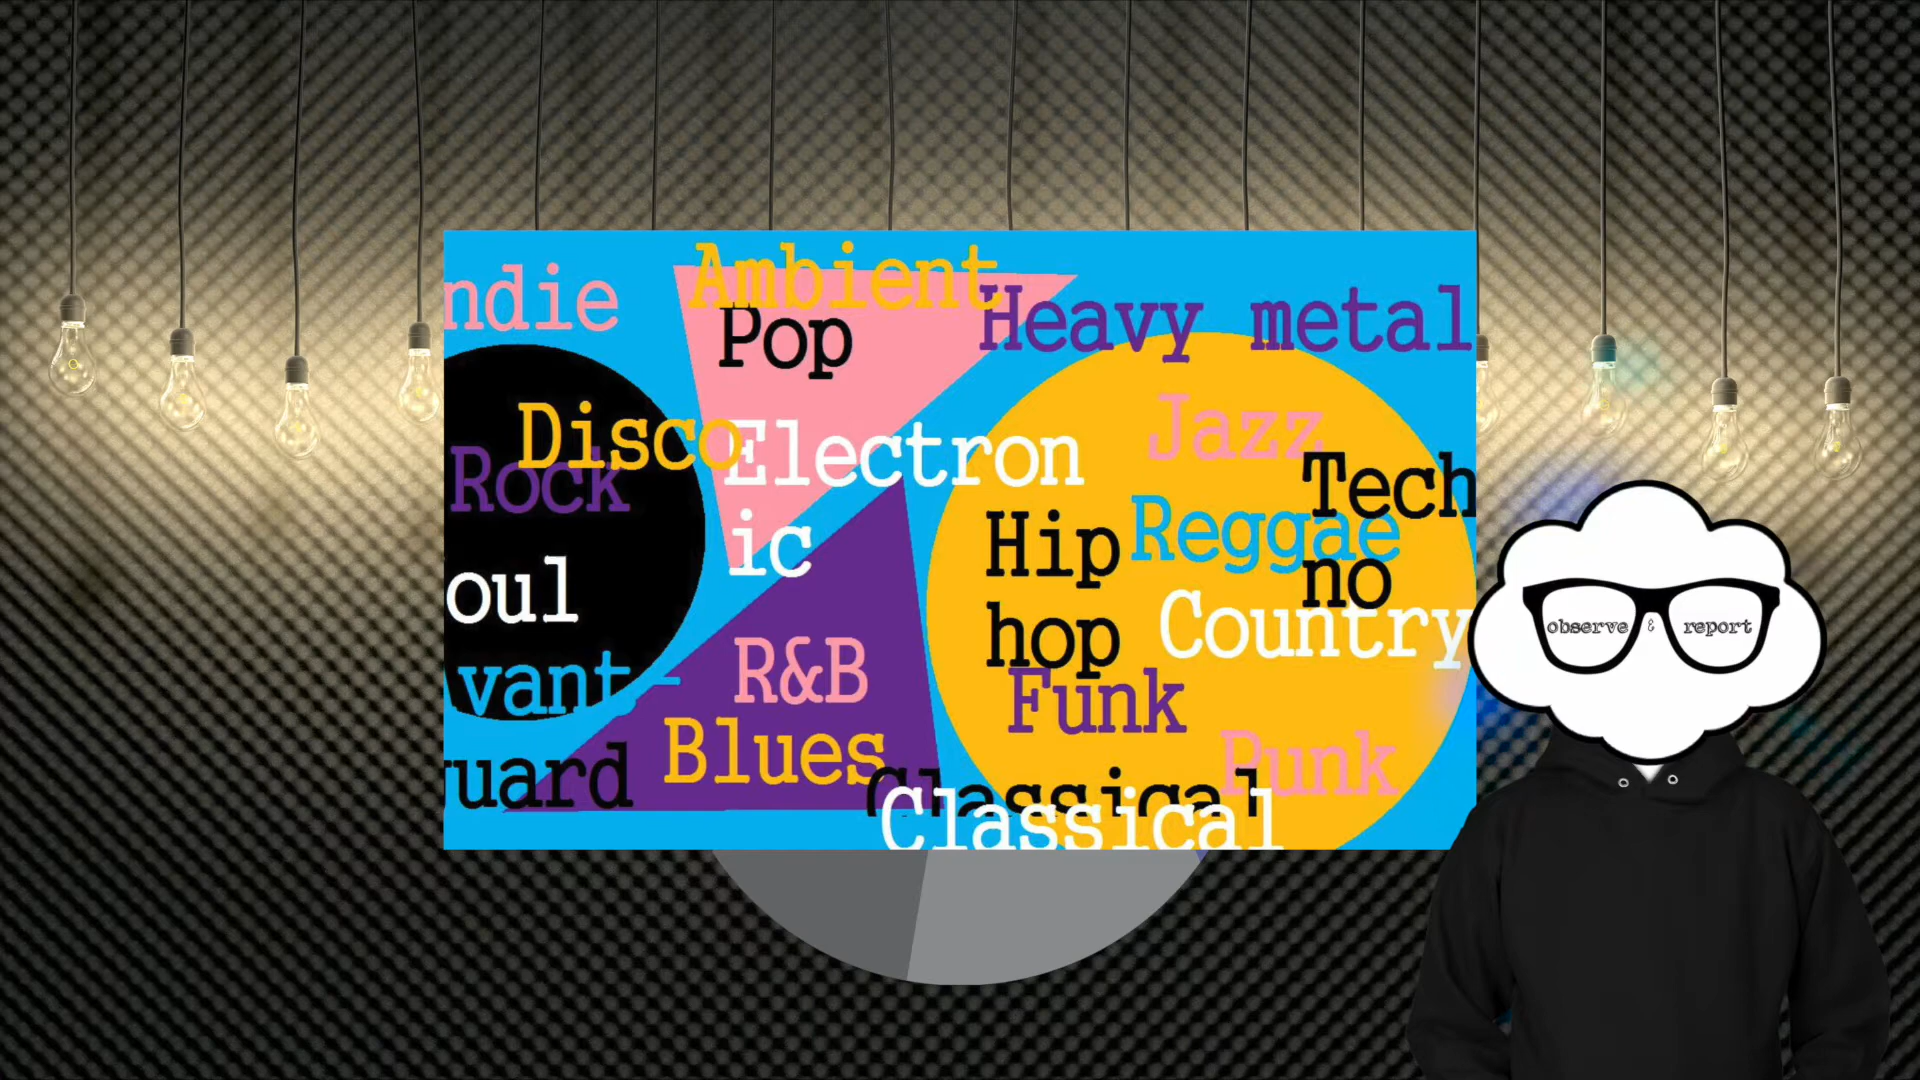 ndie
Ambient
Pop
Heavy metal
Disco
Rock
Electron
ic
Jazz
Tech
no
Reggae
Hip
hop
Country
oul
vant-
uard
R&B
Blues
Funk
Punk
Classical
Classical
observe & report